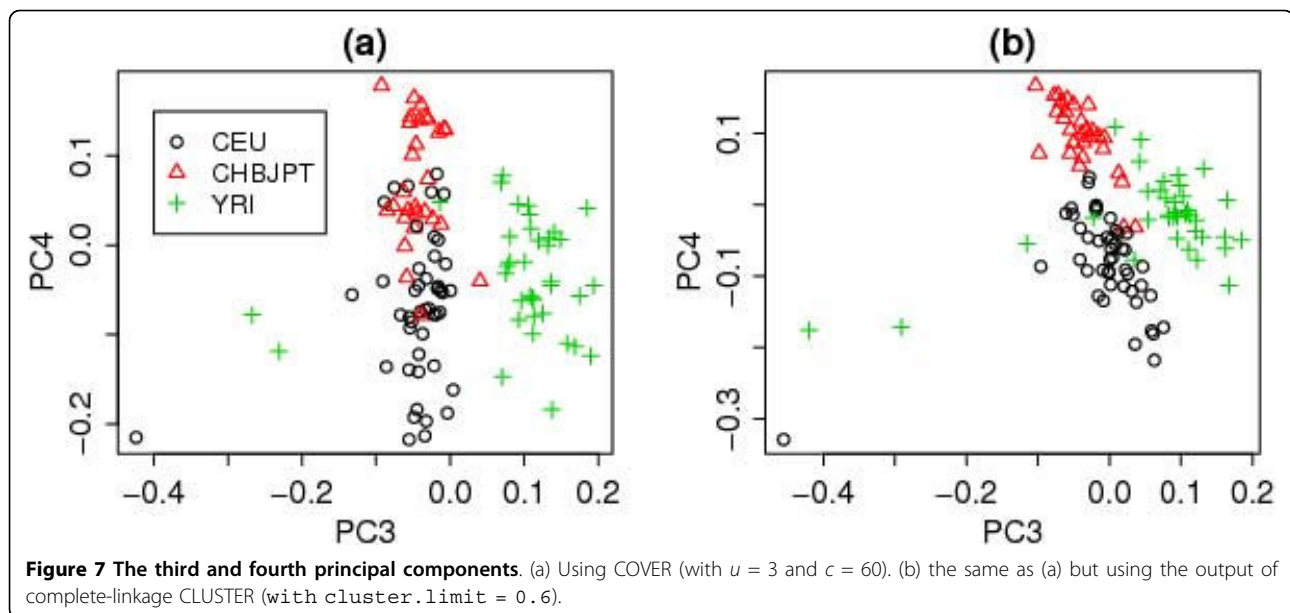 (a)
(b)
CEU
CHBJPT
YRI
PC4
0.1
0.0
−0.2
−0.4
−0.2
0.0
0.1
0.2
PC3
PC4
0.1
−0.1
−0.3
−0.4
−0.2
0.0
0.1
0.2
PC3
Figure 7 The third and fourth principal components. (a) Using COVER (with u = 3 and c = 60). (b) the same as (a) but using the output of
complete-linkage CLUSTER (with cluster.limit = 0.6).